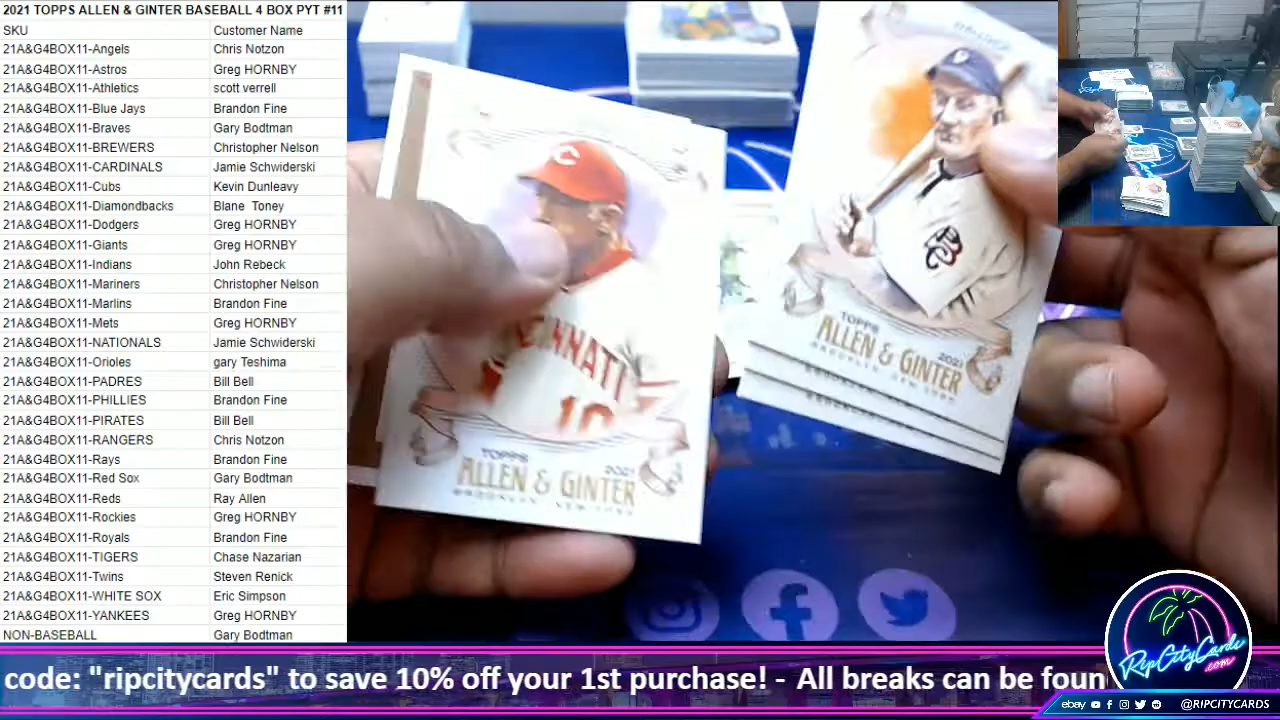 2021 TOPPS ALLEN & GINTER BASEBALL 4 BOX PYT #11
SKU Customer Name
21A&G4BOX11-Angels Chris Notzon
21A&G4BOX11-Astros Greg HORNBY
21A&G4BOX11-Athletics scott verrell
21A&G4BOX11-Blue Jays Brandon Fine
21A&G4BOX11-Braves Gary Bodtman
21A&G4BOX11-BREWERS Christopher Nelson
21A&G4BOX11-CARDINALS Jamie Schwiderski
21A&G4BOX11-Cubs Kevin Dunleavy
21A&G4BOX11-Diamondbacks Blane Toney
21A&G4BOX11-Dodgers Greg HORNBY
21A&G4BOX11-Giants Greg HORNBY
21A&G4BOX11-Indians John Rebeck
21A&G4BOX11-Mariners Christopher Nelson
21A&G4BOX11-Marlins Brandon Fine
21A&G4BOX11-Mets Greg HORNBY
21A&G4BOX11-NATIONALS Jamie Schwiderski
21A&G4BOX11-Orioles gary Teshima
21A&G4BOX11-PADRES Bill Bell
21A&G4BOX11-PHILLIES Brandon Fine
21A&G4BOX11-PIRATES Bill Bell
21A&G4BOX11-RANGERS Chris Notzon
21A&G4BOX11-Rays Brandon Fine
21A&G4BOX11-Red Sox Gary Bodtman
21A&G4BOX11-Reds Ray Allen
21A&G4BOX11-Rockies Greg HORNBY
21A&G4BOX11-Royals Brandon Fine
21A&G4BOX11-TIGERS Chase Nazarian
21A&G4BOX11-Twins Steven Renick
21A&G4BOX11-WHITE SOX Eric Simpson
21A&G4BOX11-YANKEES Greg HORNBY
NON-BASEBALL Gary Bodtman
C
CINNATI
10
TOPPS 2021
ALLEN & GINTER
BROOKLYN NEW YORK
B
TOPPS 2021
ALLEN & GINTER
BROOKLYN NEW YORK
code: "ripcitycards" to save 10% off your 1st purchase! - All breaks can be foun
RipCityCards
.com
ebay @RIPCITYCARDS